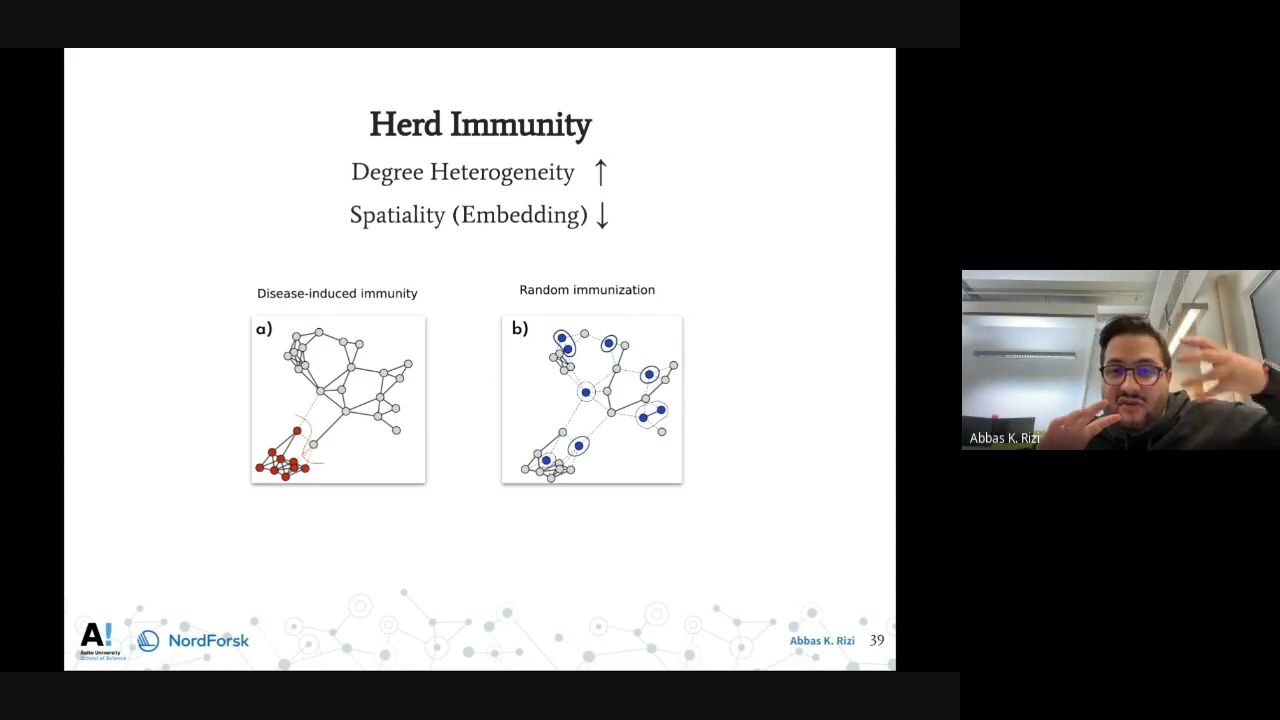 Herd Immunity
Degree Heterogeneity ↑
Spatiality (Embedding) ↓
Disease-induced immunity
Random immunization
a)
b)
A!
Aalto University
School of Science
NordForsk
Abbas K. Rizi
39
Abbas K. Rizi